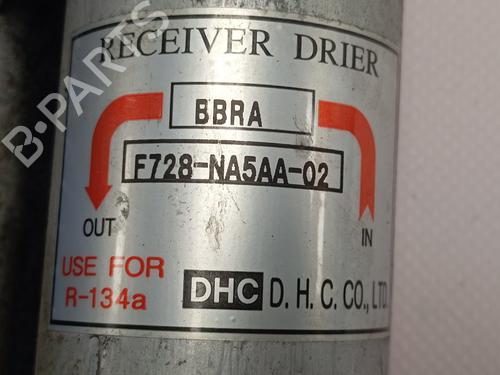 RECEIVER DRIER
BBRA
F728-NA5AA-02
OUT
IN
USE FOR
R-134a
DHC D. H. C. CO., LTD.
B-PARTS